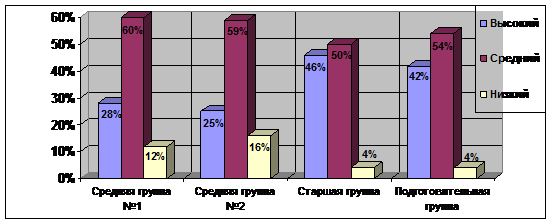 60%
50%
40%
30%
20%
10%
0%
28%
60%
12%
25%
59%
16%
46%
50%
4%
42%
54%
4%
Средняя группа №1
Средняя группа №2
Старшая группа
Подготовительная группа
Высокий
Средний
Низкий